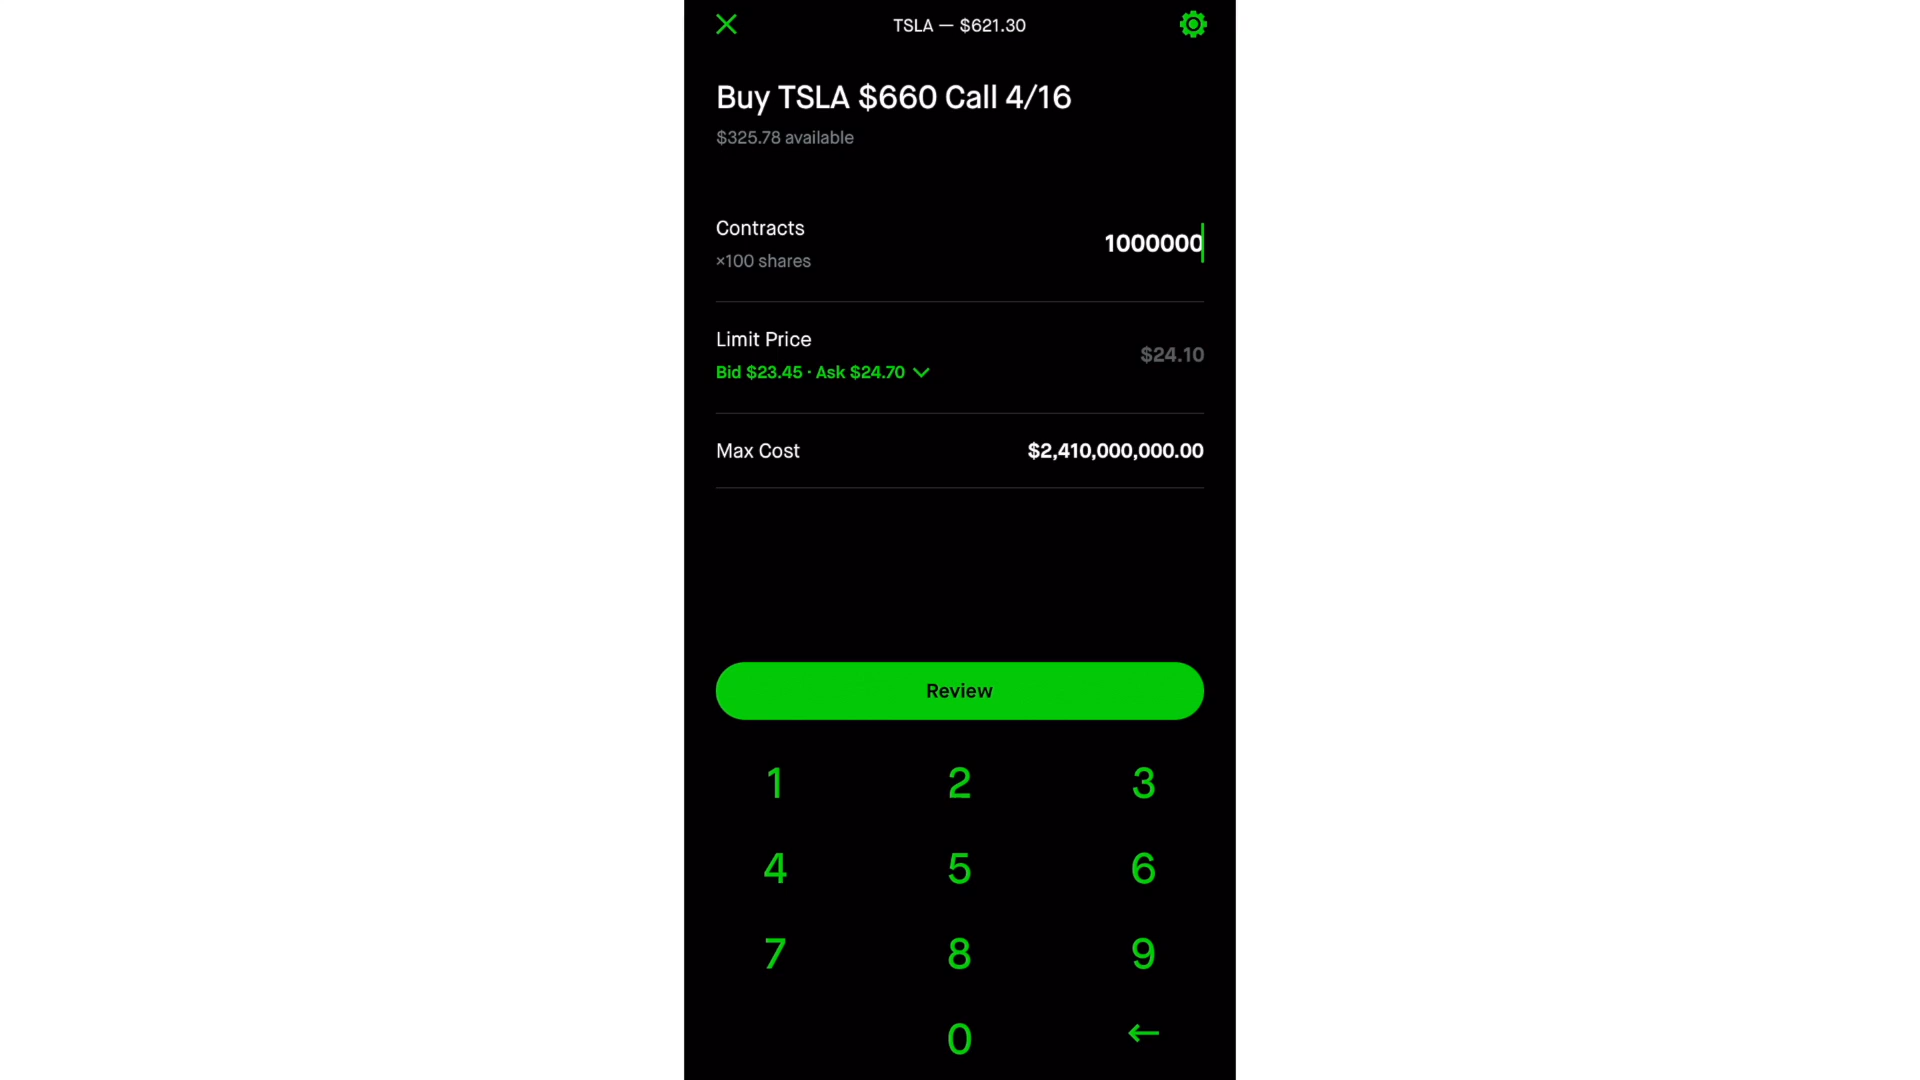 TSLA — $621.30
Buy TSLA $660 Call 4/16
$325.78 available
Contracts
1000000
×100 shares
Limit Price
$24.10
Bid $23.45 · Ask $24.70
Max Cost
$2,410,000,000.00
Review
1 2 3
4 5 6
7 8 9
0